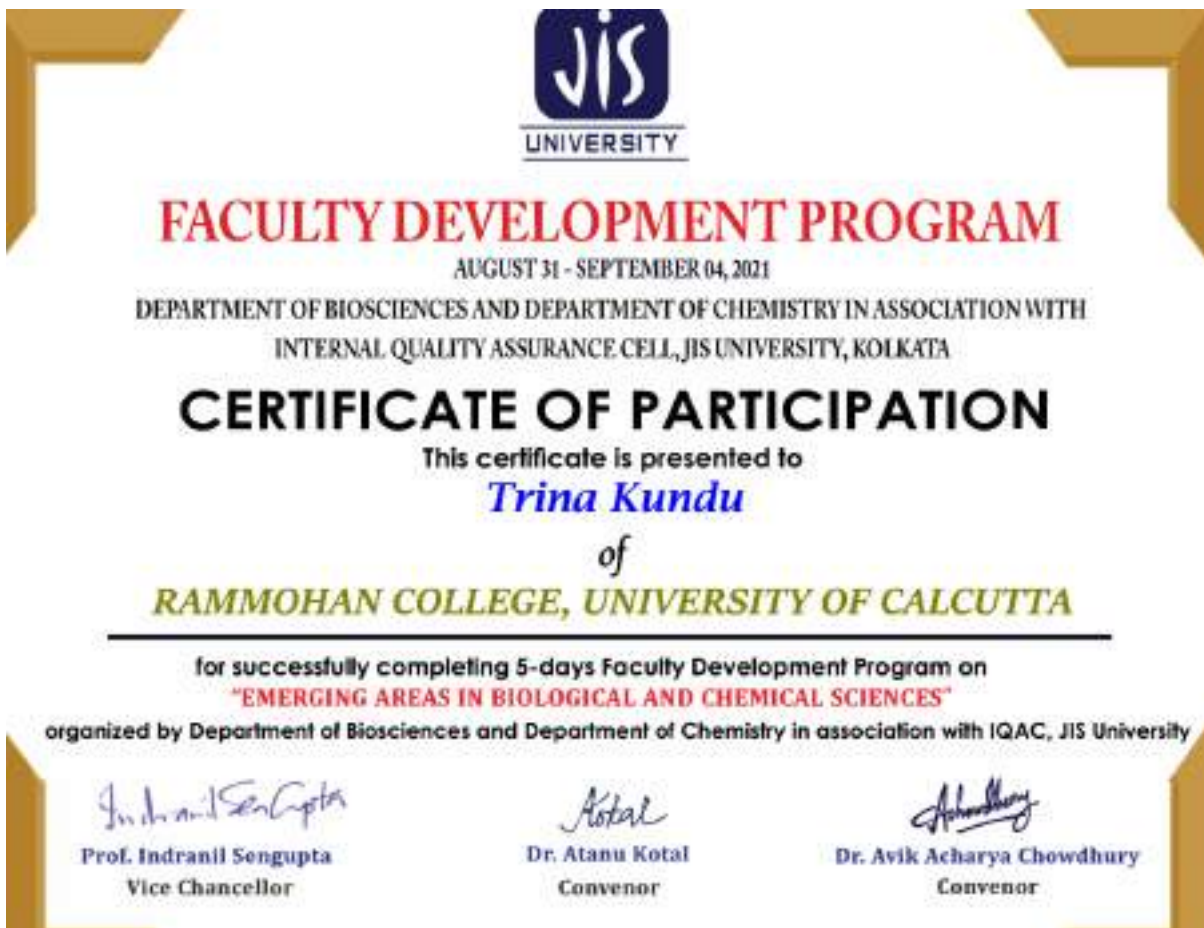 JIS
UNIVERSITY
FACULTY DEVELOPMENT PROGRAM
AUGUST 31 - SEPTEMBER 04, 2021
DEPARTMENT OF BIOSCIENCES AND DEPARTMENT OF CHEMISTRY IN ASSOCIATION WITH
INTERNAL QUALITY ASSURANCE CELL, JIS UNIVERSITY, KOLKATA
CERTIFICATE OF PARTICIPATION
This certificate is presented to
Trina Kundu
of
RAMMOHAN COLLEGE, UNIVERSITY OF CALCUTTA
for successfully completing 5-days Faculty Development Program on
"EMERGING AREAS IN BIOLOGICAL AND CHEMICAL SCIENCES"
organized by Department of Biosciences and Department of Chemistry in association with IQAC, JIS University
Indranil SenGupta AKotal AChowdhury
Prof. Indranil Sengupta Dr. Atanu Kotal Dr. Avik Acharya Chowdhury
Vice Chancellor Convenor Convenor